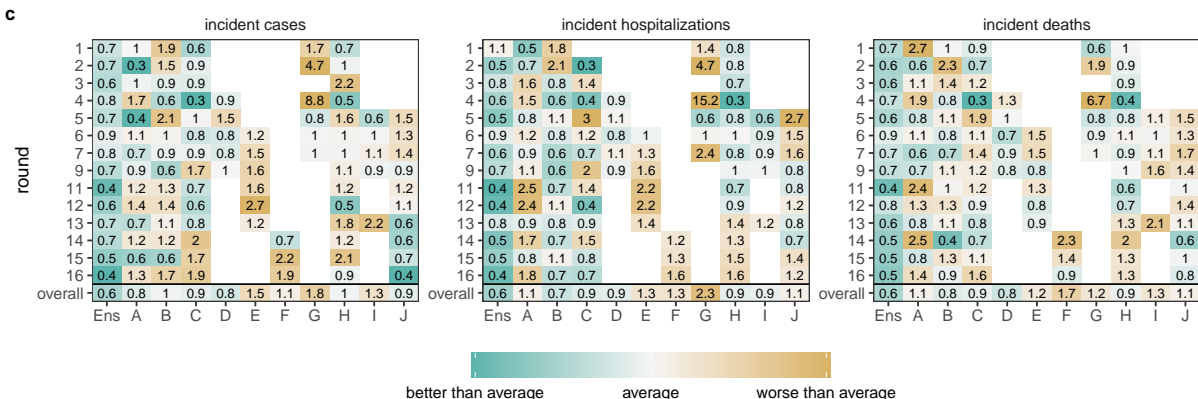 c
incident cases incident hospitalizations incident deaths
round
1 0.7 1 1.9 0.6 1.7 0.7 1 1.1 0.5 1.8 1.4 0.8 1 0.7 2.7 1 0.9 0.6 1
2 0.7 0.3 1.5 0.9 4.7 1 2 0.5 0.7 2.1 0.3 4.7 0.8 2 0.6 0.6 2.3 0.7 1.9 0.9
3 0.6 1 0.9 0.9 2.2 3 0.8 1.6 0.8 1.4 0.7 3 0.6 1.1 1.4 1.2 0.9
4 0.8 1.7 0.6 0.3 0.9 8.8 0.5 4 0.6 1.5 0.6 0.4 0.9 15.2 0.3 4 0.7 1.9 0.8 0.3 1.3 6.7 0.4
5 0.7 0.4 2.1 1 1.5 0.8 1.6 0.6 1.5 5 0.5 0.8 1.1 3 1.1 0.6 0.8 0.6 2.7 5 0.6 0.8 1.1 1.9 1 0.8 0.8 1.1 1.5
6 0.9 1.1 1 0.8 0.8 1.2 1 1 1 1.3 6 0.9 1.2 0.8 1.2 0.8 1 1 0.8 0.9 1.5 6 0.9 1.1 0.8 1.1 0.7 1.5 0.9 1.1 1 1.3
7 0.8 0.7 0.9 0.9 0.8 1.5 1 1 1.1 1.4 7 0.9 0.8 0.6 0.7 1.1 1.3 2.4 0.8 0.9 1.6 7 0.7 0.6 0.7 1.4 0.9 1.5 1 0.9 1.1 1.7
9 0.7 0.9 0.6 1.7 1 1.6 1.1 0.9 0.9 9 0.7 1.1 0.6 2 0.9 1.6 1 1 0.8 9 0.7 0.9 1.1 1.2 0.8 0.8 0.9 1.6 1.4
11 0.4 1.2 1.3 0.7 1.6 1.1 1.2 11 0.4 2.5 0.7 1.4 2.2 0.7 1.1 11 0.4 2.4 1 1.2 1.3 0.6 0.7
12 0.6 1.4 1.4 0.6 2.7 0.5 1.1 12 0.4 2.4 1.1 0.4 2.2 0.9 1.2 12 0.8 1.3 1.3 0.9 0.8 0.7 1
13 0.7 0.7 1.1 0.8 1.2 1.8 2.2 0.6 13 0.9 0.8 0.9 0.9 1.4 1.4 1.2 0.8 13 0.6 0.8 1.1 0.8 0.9 1.3 2.1 1.1
14 0.7 1.2 1.2 2 0.7 1.2 0.6 14 0.5 1.7 0.7 1.5 1.2 1.3 0.7 14 0.5 2.5 0.4 0.7 2.3 2 0.6
15 0.5 0.6 0.6 1.7 2.2 2.1 0.7 15 0.5 0.8 1.1 0.8 1.3 1.5 1.4 15 0.5 0.8 1.3 1.1 1.4 1.3 1
16 0.4 1.3 1.7 1.9 1.9 0.9 0.4 16 0.4 1.8 0.7 0.7 1.6 1.6 1.2 16 0.5 1.4 0.9 1.6 0.9 1.3 0.8
overall 0.6 0.8 1 0.9 0.8 1.5 1.1 1.8 1 1.3 0.9 overall 0.6 1.1 0.7 0.9 0.9 1.3 1.3 2.3 0.9 0.9 1.1 overall 0.6 1.1 0.8 0.9 0.8 1.2 1.7 1.2 0.9 1.3 1.1
Ens A B C D E F G H I J Ens A B C D E F G H I J Ens A B C D E F G H I J
better than average average worse than average